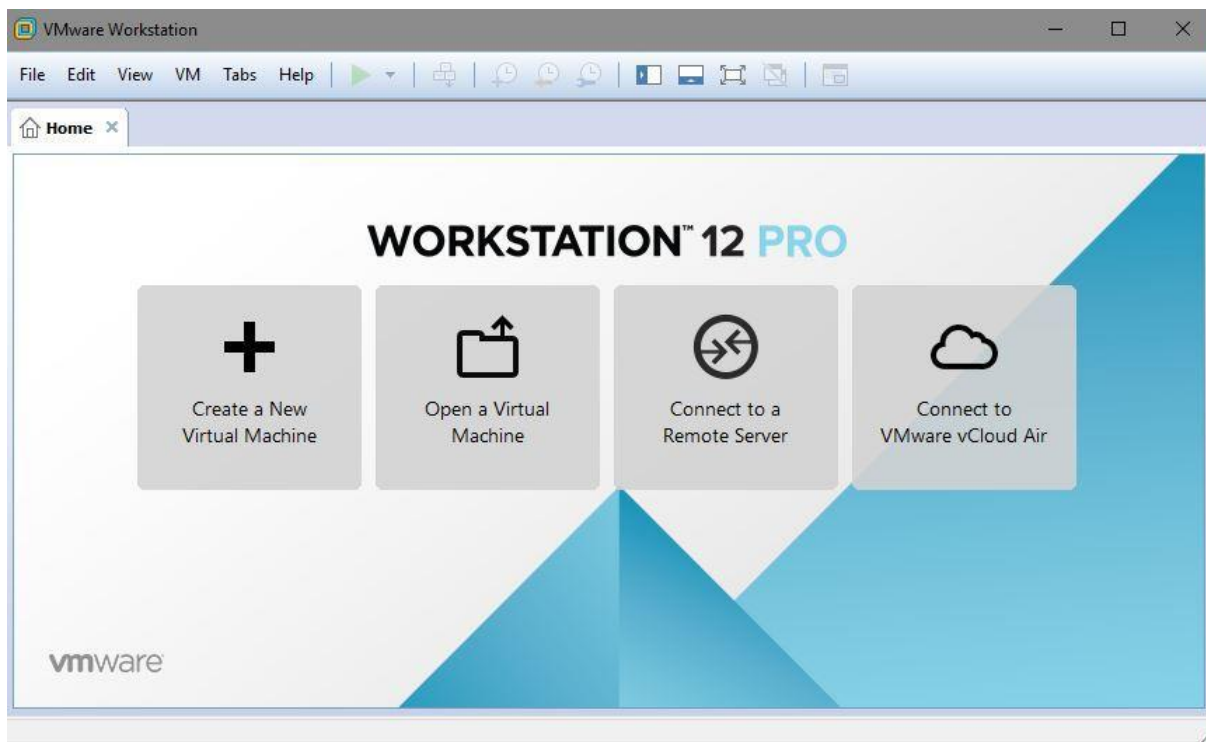 VMware Workstation
File Edit View VM Tabs Help
Home
WORKSTATION™ 12 PRO
Create a New
Virtual Machine
Open a Virtual
Machine
Connect to a
Remote Server
Connect to
VMware vCloud Air
vmware